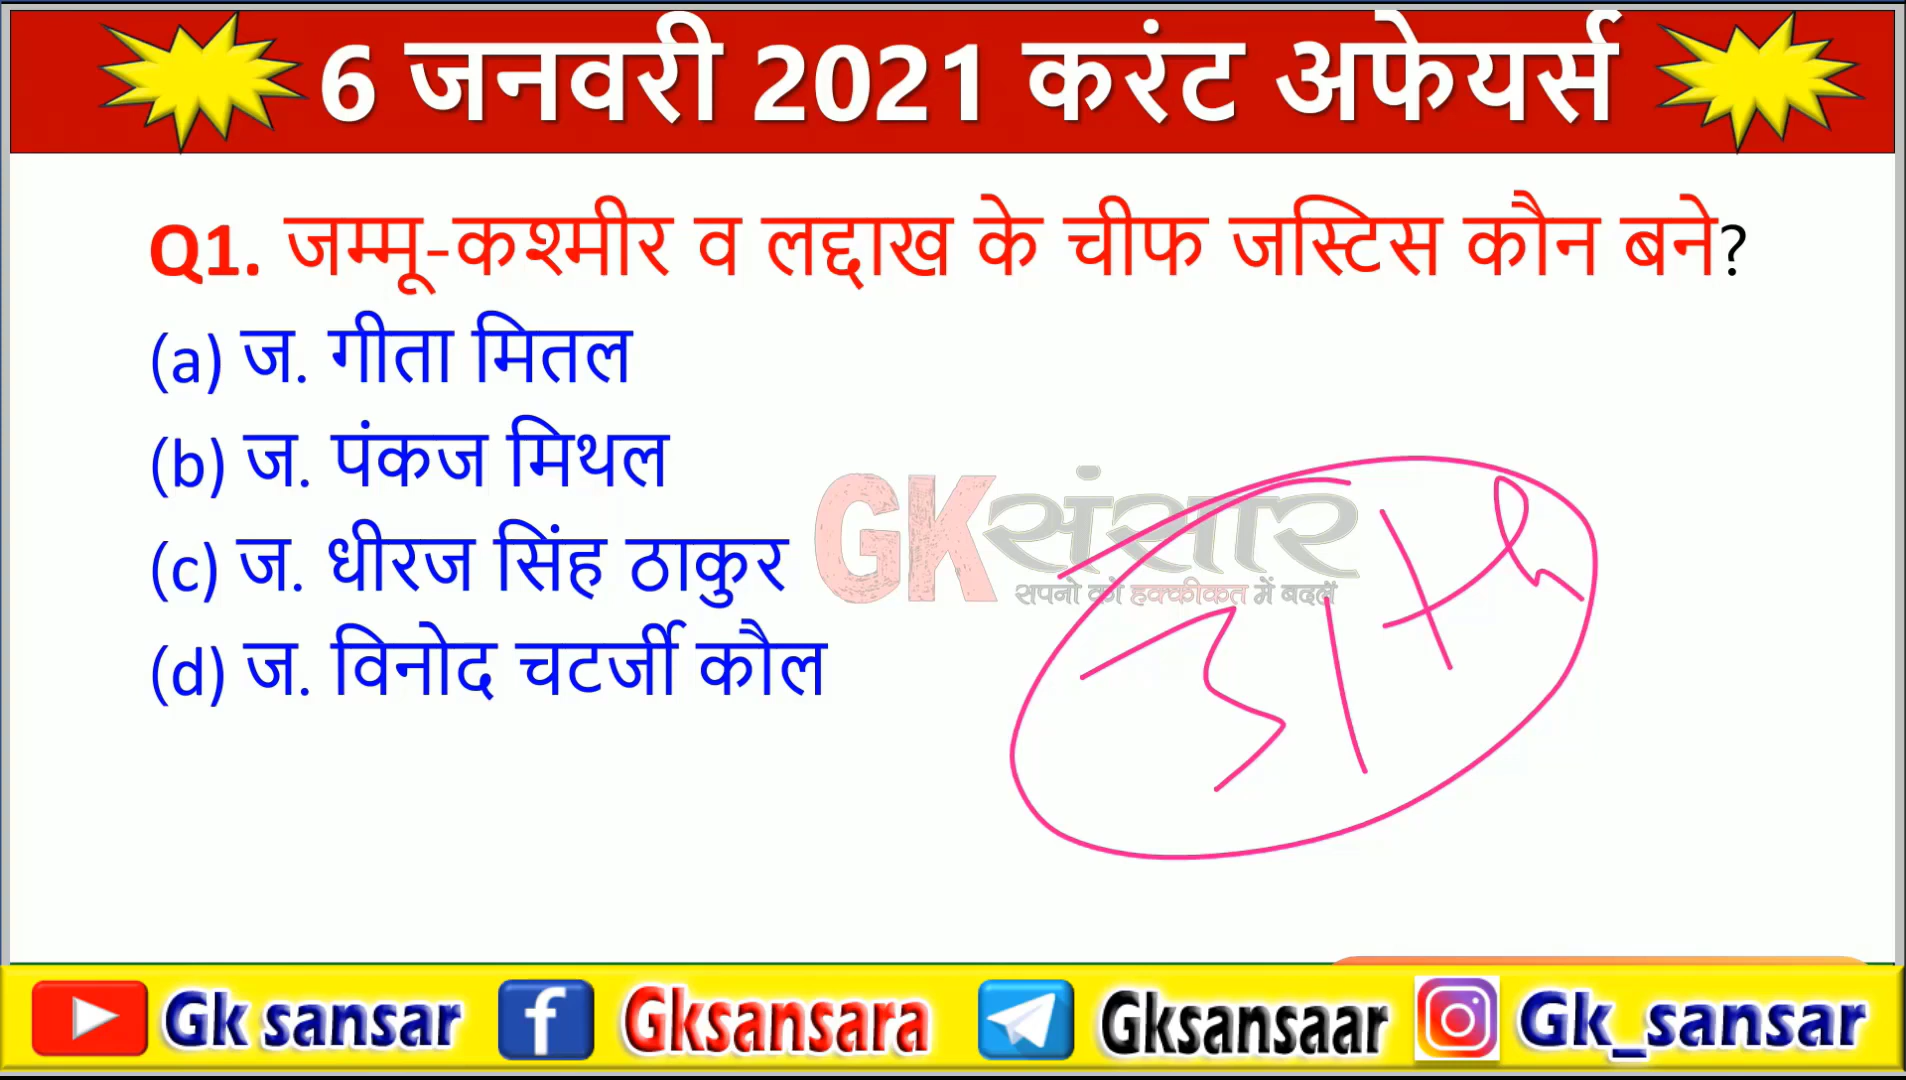 6 जनवरी 2021 करंट अफेयर्स
Q1. जम्मू-कश्मीर व लद्दाख के चीफ जस्टिस कौन बने?
(a) ज. गीता मितल
(b) ज. पंकज मिथल
(c) ज. धीरज सिंह ठाकुर
(d) ज. विनोद चटर्जी कौल
GKसंसार
सपनो को हक्कीकत में बदलें
Gk sansar Gksansara Gksansaar Gk_sansar